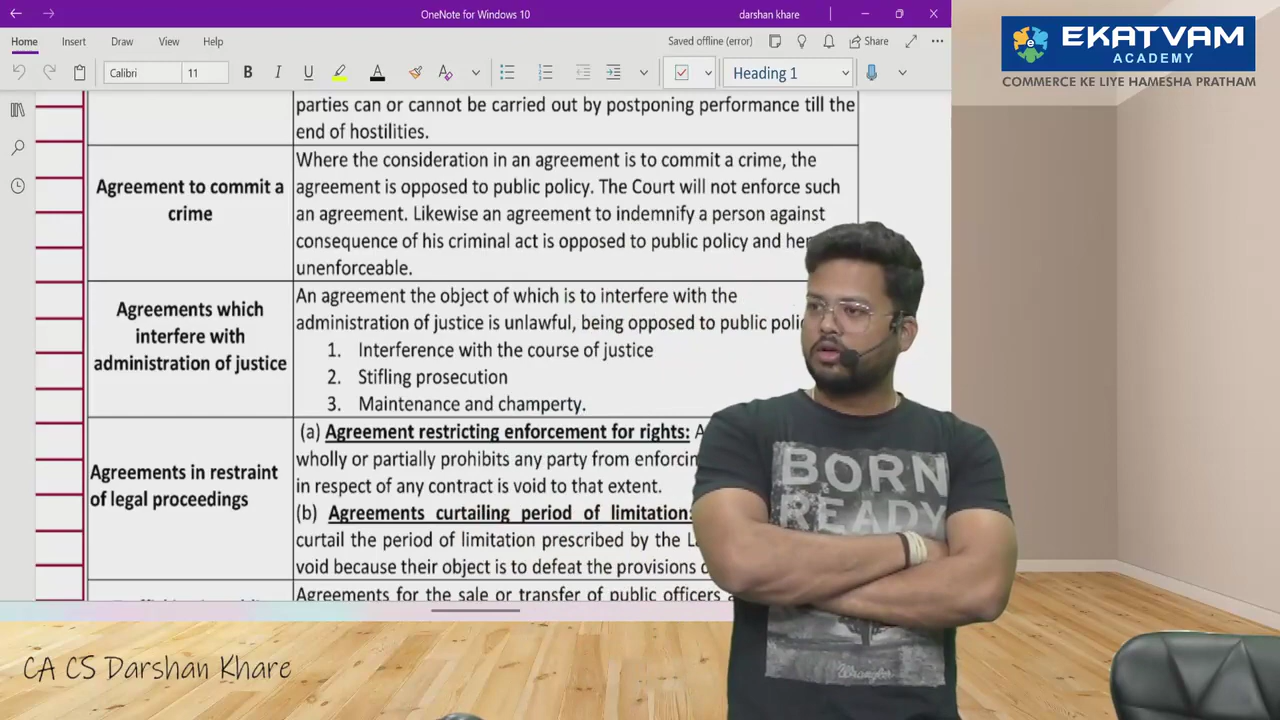 OneNote for Windows 10
darshan khare
Home Insert Draw View Help
Saved offline (error)
Share
Calibri 11
B I U A
Heading 1
EKATVAM
ACADEMY
COMMERCE KE LIYE HAMESHA PRATHAM
parties can or cannot be carried out by postponing performance till the
end of hostilities.
Agreement to commit a
crime
Where the consideration in an agreement is to commit a crime, the
agreement is opposed to public policy. The Court will not enforce such
an agreement. Likewise an agreement to indemnify a person against
consequence of his criminal act is opposed to public policy and
unenforceable.
Agreements which
interfere with
administration of justice
An agreement the object of which is to interfere with the
administration of justice is unlawful, being opposed to public
1. Interference with the course of justice
2. Stifling prosecution
3. Maintenance and champerty.
Agreements in restraint
of legal proceedings
(a) Agreement restricting enforcement for rights:
wholly or partially prohibits any party from
in respect of any contract is void to that extent.
(b) Agreements curtailing period of limitation:
curtail the period of limitation prescribed by the
void because their object is to defeat the provisions
Agreements for the sale or transfer of public officers
BORN
READY
Wrangler
CA CS Darshan Khare